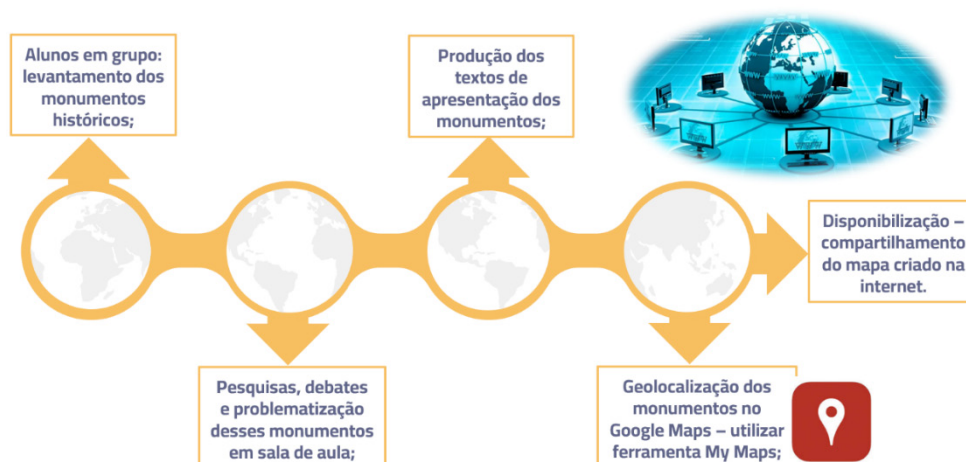 Alunos em grupo:
levantamento dos
monumentos
históricos;
Pesquisas, debates
e problematização
desses monumentos
em sala de aula;
Produção dos
textos de
apresentação dos
monumentos;
Geolocalização dos
monumentos no
Google Maps – utilizar
ferramenta My Maps;
Disponibilização –
compartilhamento
do mapa criado na
internet.